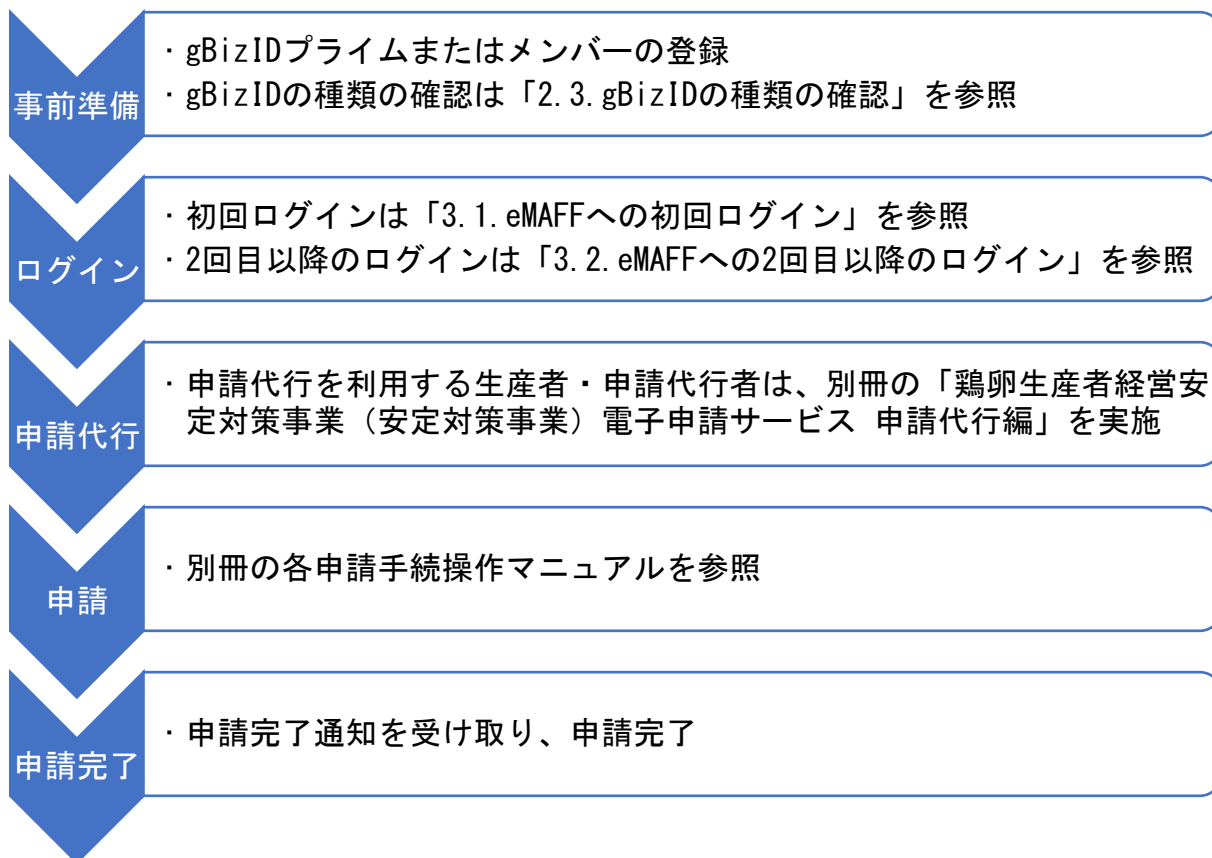 事前準備
・gBizIDプライムまたはメンバーの登録
・gBizIDの種類の確認は「2.3.gBizIDの種類の確認」を参照
ログイン
・初回ログインは「3.1.eMAFFへの初回ログイン」を参照
・2回目以降のログインは「3.2.eMAFFへの2回目以降のログイン」を参照
申請代行
・申請代行を利用する生産者・申請代行者は、別冊の「鶏卵生産者経営安
定対策事業（安定対策事業）電子申請サービス 申請代行編」を実施
申請
・別冊の各申請手続操作マニュアルを参照
申請完了
・申請完了通知を受け取り、申請完了